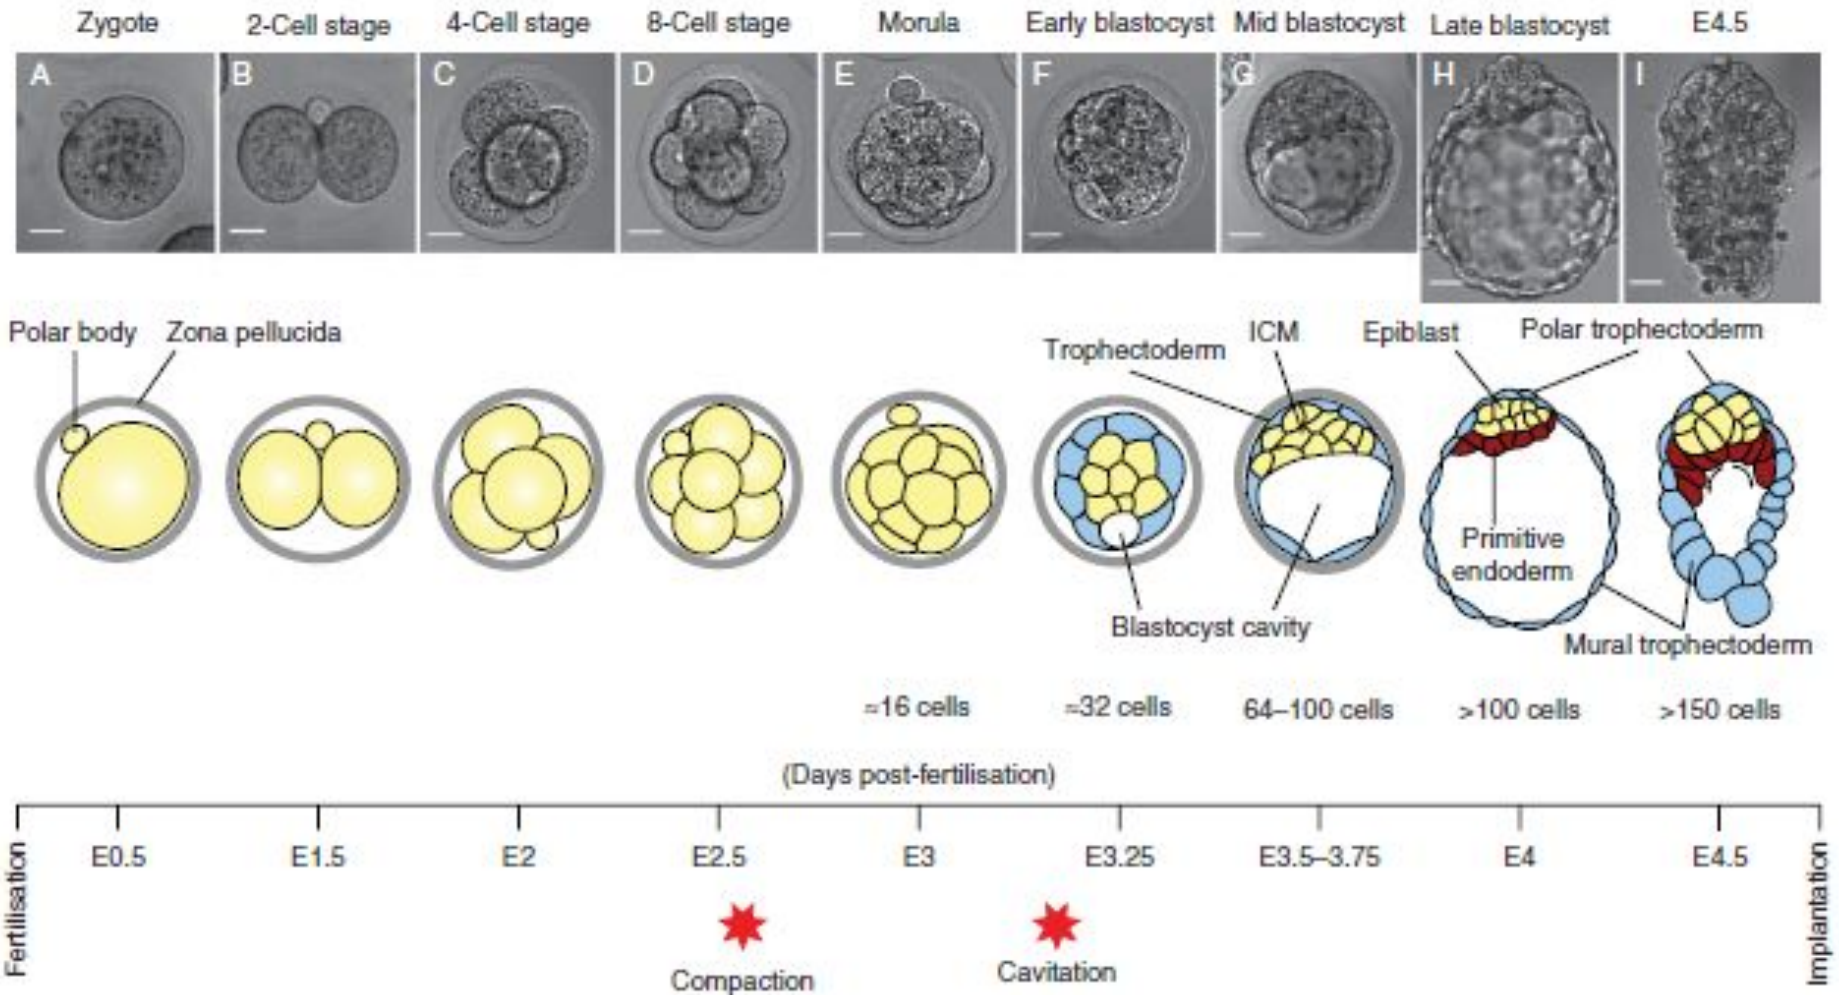 Zygote
2-Cell stage
4-Cell stage
8-Cell stage
Morula
Early blastocyst
Mid blastocyst
Late blastocyst
E4.5
A
B
C
D
E
F
G
H
I
Polar body
Zona pellucida
Trophectoderm
ICM
Epiblast
Polar trophectoderm
Primitive
endoderm
Blastocyst cavity
Mural trophectoderm
≈16 cells
≈32 cells
64–100 cells
>100 cells
>150 cells
(Days post-fertilisation)
Fertilisation
E0.5
E1.5
E2
E2.5
E3
E3.25
E3.5–3.75
E4
E4.5
Implantation
Compaction
Cavitation